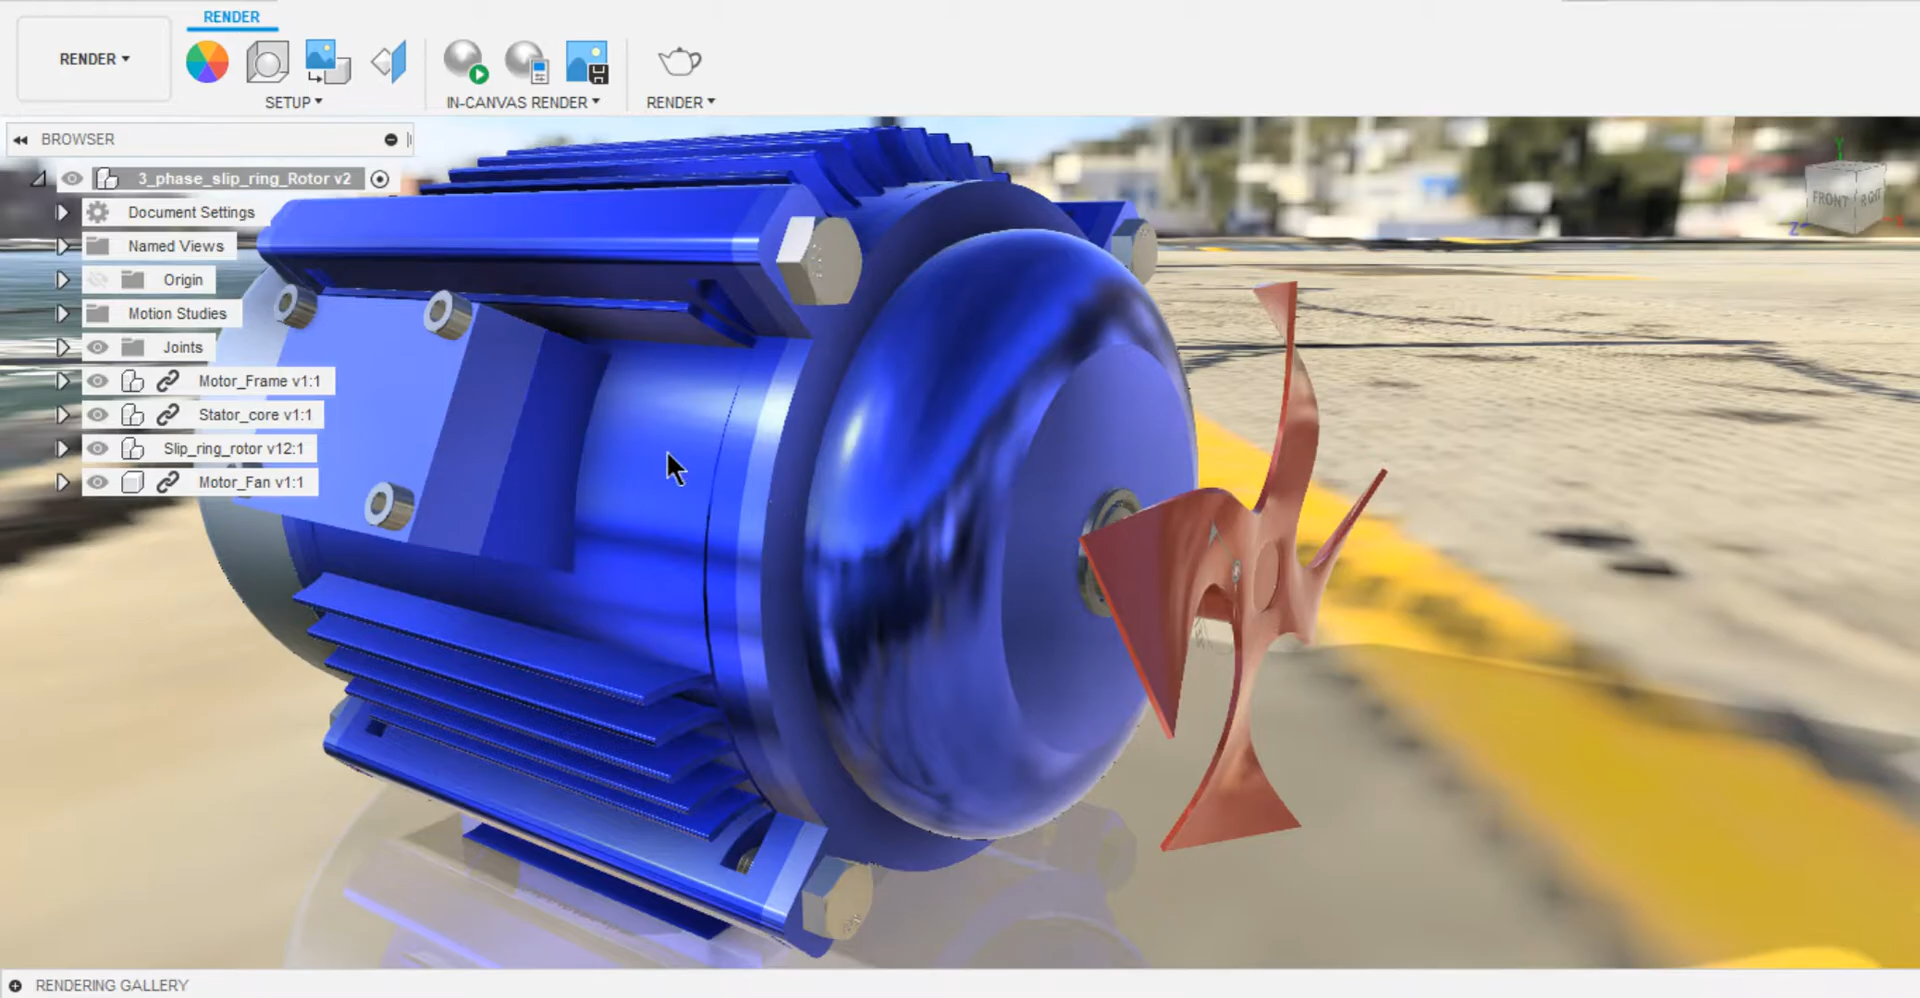 RENDER
RENDER
SETUP
IN-CANVAS RENDER
RENDER
BROWSER
3_phase_slip_ring_Rotor v2
Document Settings
Named Views
Origin
Motion Studies
Joints
Motor_Frame v1:1
Stator_core v1:1
Slip_ring_rotor v12:1
Motor_Fan v1:1
Y
FRONT
RIGHT
Z
X
RENDERING GALLERY